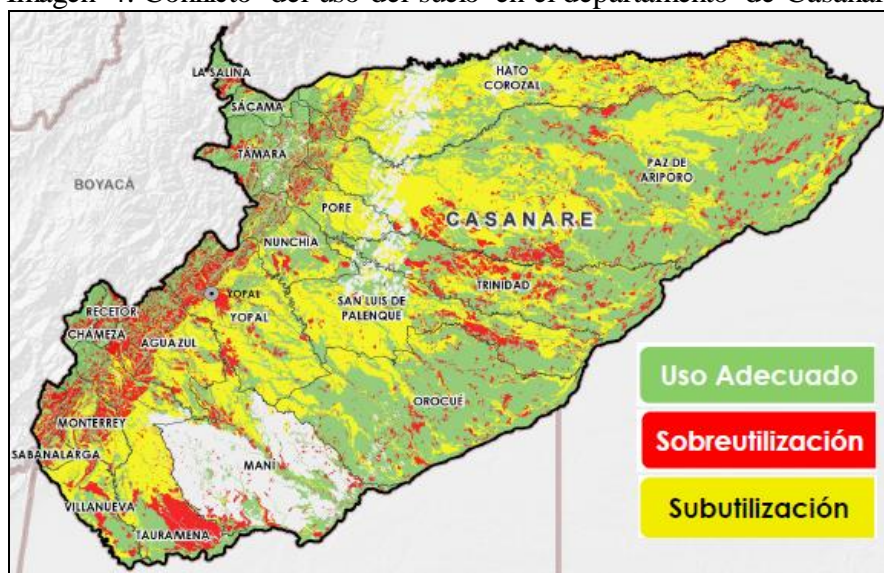 Imagen 4. Conflicto del uso del suelo en el departamento de Casanar
LA SALINA
SÁCAMA
TÁMARA
HATO
COROZAL
PAZ DE
ARIPORO
BOYACÁ
PORE
CASANARE
NUNCHÍA
TRINIDAD
SAN LUIS DE
PALENQUE
YOPAL
YOPAL
RECETOR
CHAMEZA
AGUAZUL
OROCUÉ
MONTERREY
SABANALARGA
MANÍ
VILLANUEVA
TAURAMENA
Uso Adecuado
Sobreutilización
Subutilización